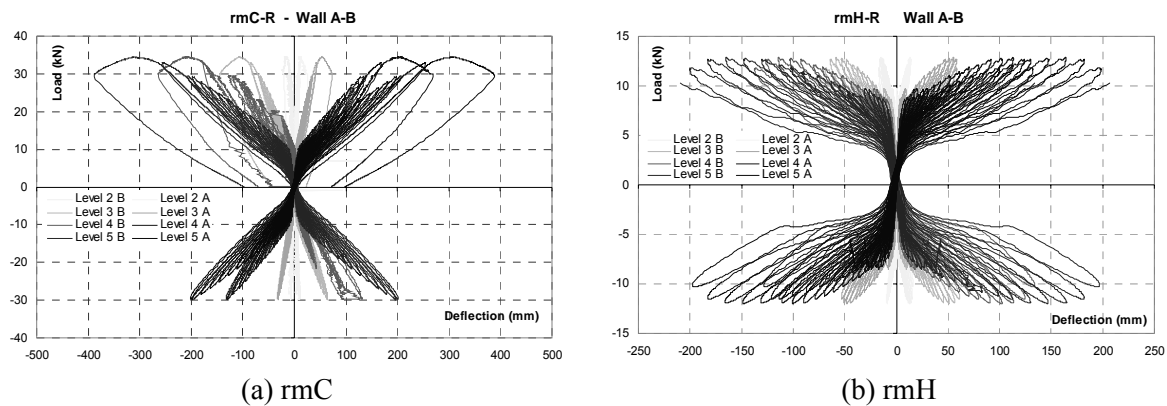 rmC-R - Wall A-B
Load (kN)
40
30
20
10
0
-10
-20
30
40
Level 2 B Level 2 A
Level 3 B Level 3 A
Level 4 B Level 4 A
Level 5 B Level 5 A
Deflection (mm)
-500 -400 -300 -200 -100 0 100 200 300 400 500
(a) rmC
rmH-R Wall A-B
Load (kN)
15
10
5
0
-5
-10
-15
Level 2 B Level 2 A
Level 3 B Level 3 A
Level 4 B Level 4 A
Level 5 B Level 5 A
Deflection (mm)
-250 -200 -150 -100 -50 0 50 100 150 200 250
(b) rmH